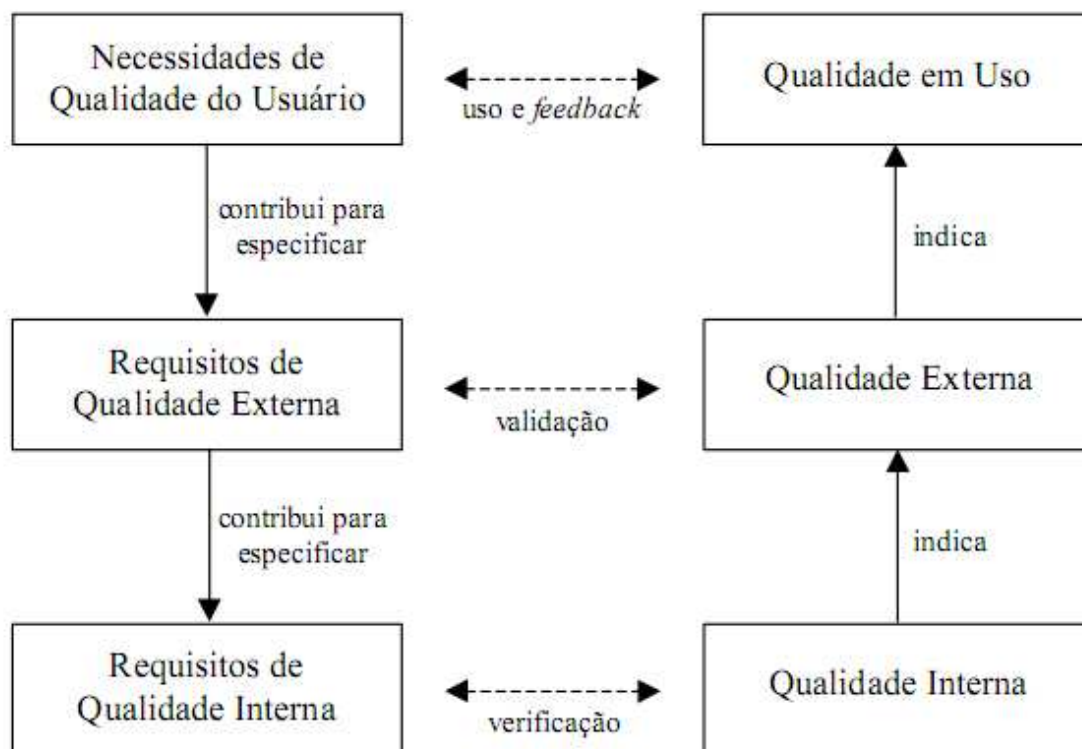 Necessidades de
Qualidade do Usuário
uso e feedback
Qualidade em Uso
contribui para
especificar
indica
Requisitos de
Qualidade Externa
validação
Qualidade Externa
contribui para
especificar
indica
Requisitos de
Qualidade Interna
verificação
Qualidade Interna